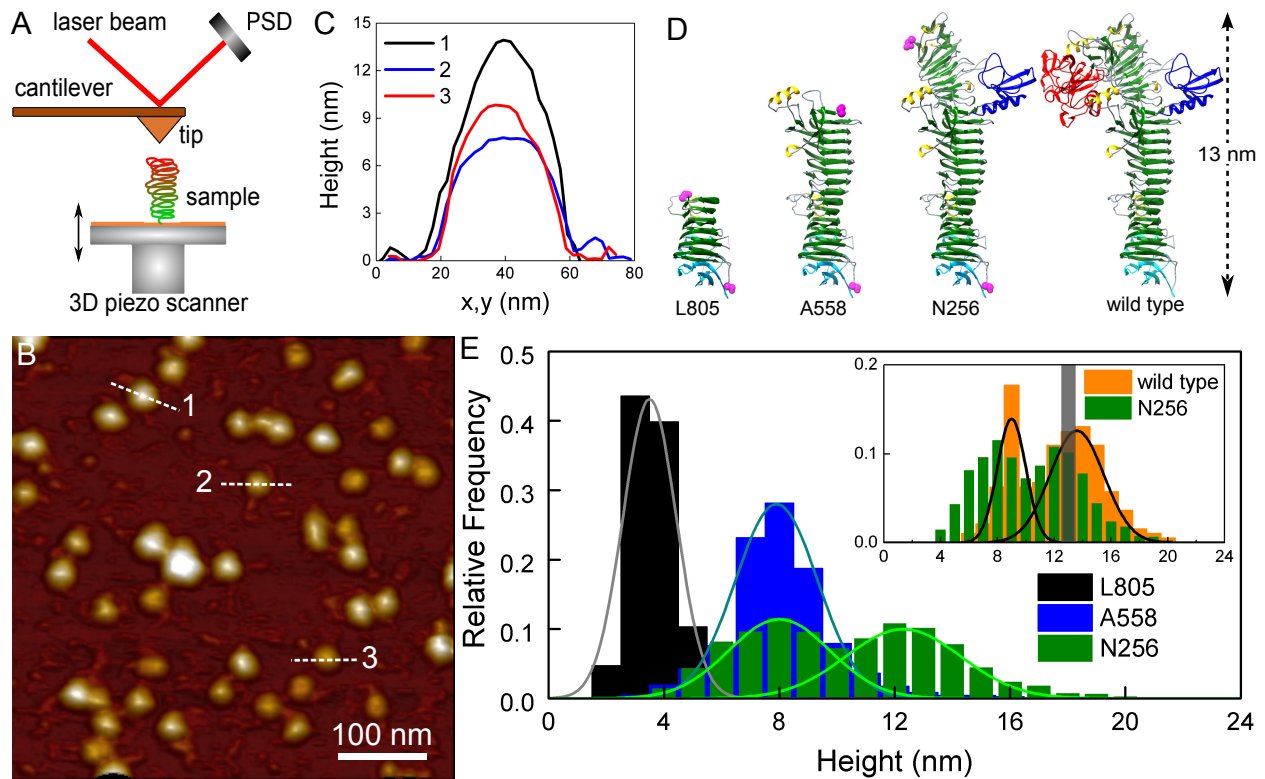 A
laser beam
PSD
cantilever
tip
sample
3D piezo scanner
C
15
12
9
6
3
0
Height (nm)
1
2
3
0
20
40
60
80
x,y (nm)
D
13 nm
L805
A558
N256
wild type
B
1
2
3
100 nm
E
0.5
0.4
0.3
0.2
0.1
0.0
Relative Frequency
0
4
8
12
16
20
24
Height (nm)
0.2
0.1
0.0
0
4
8
12
16
20
24
wild type
N256
L805
A558
N256